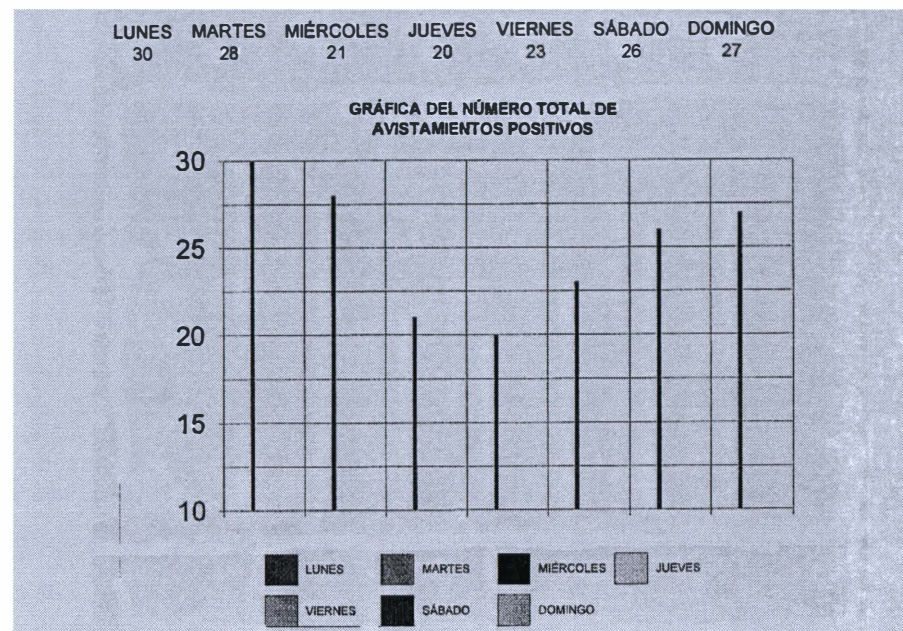 LUNES MARTES MIÉRCOLES JUEVES VIERNES SÁBADO DOMINGO
30 28 21 20 23 26 27
GRÁFICA DEL NÚMERO TOTAL DE
AVISTAMIENTOS POSITIVOS
30
25
20
15
10
LUNES MARTES MIÉRCOLES JUEVES
VIERNES SÁBADO DOMINGO